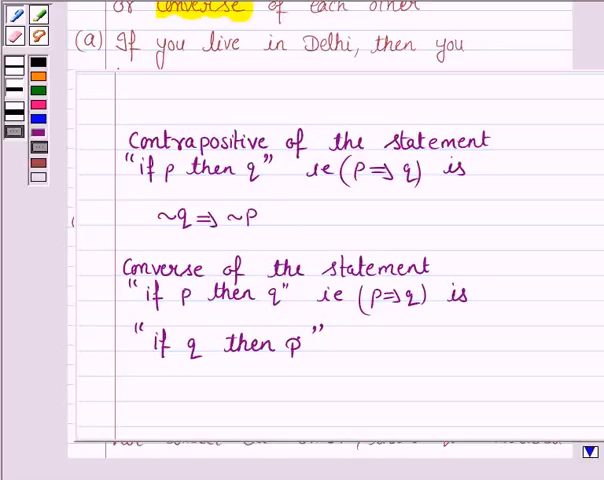 or converse of each other
(a) If you live in Delhi, then you
Contrapositive of the statement
"if p then q" ie (p ⇒ q) is
~q ⇒ ~p
Converse of the statement
"if p then q" ie (p ⇒ q) is
"if q then p"